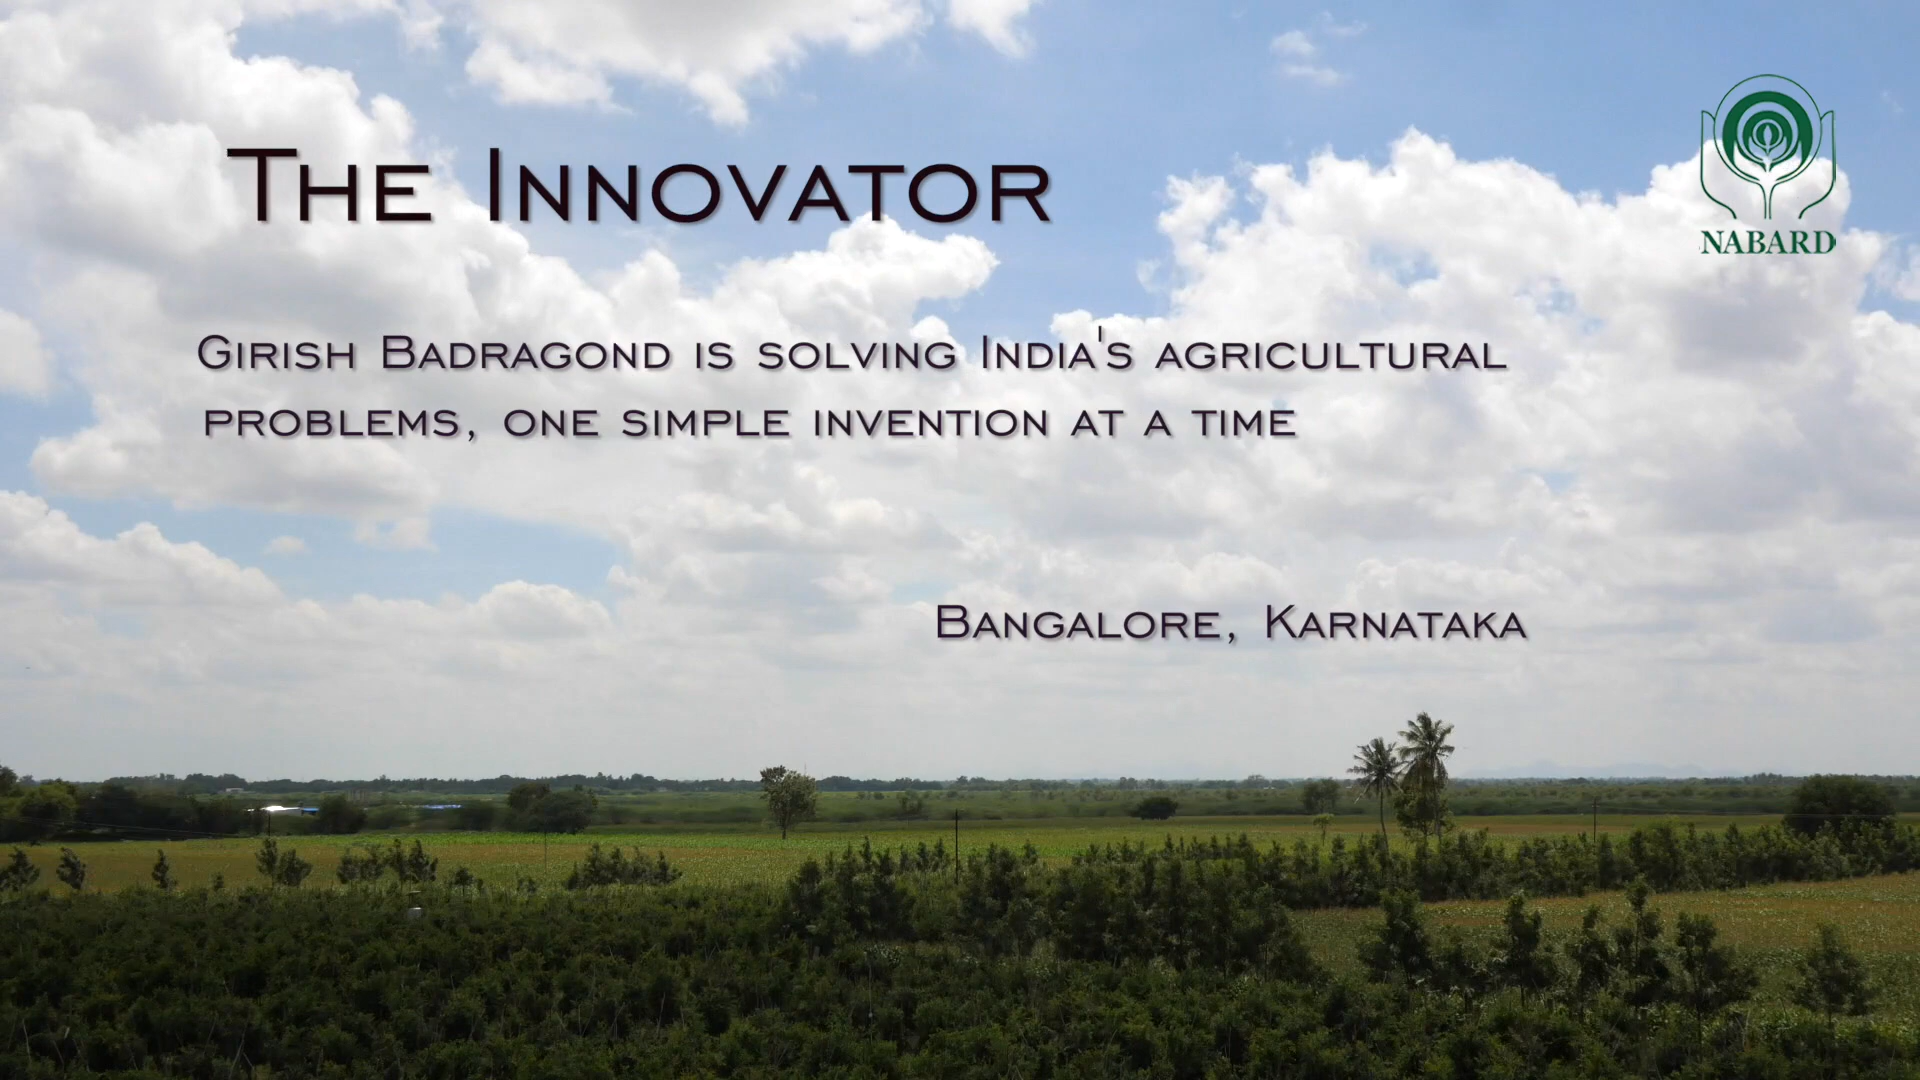 The Innovator
NABARD
Girish Badragond is solving India's agricultural
problems, one simple invention at a time
Bangalore, Karnataka